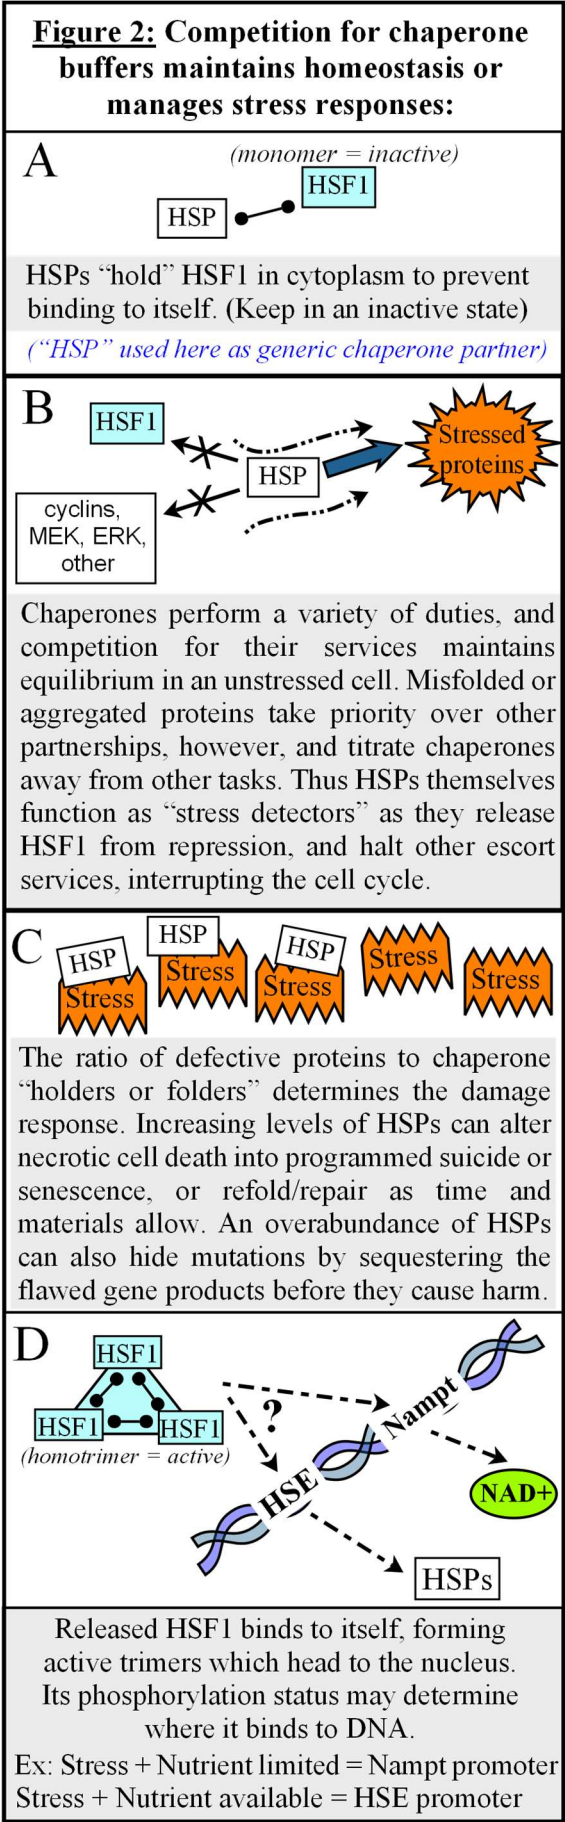 Figure 2: Competition for chaperone
buffers maintains homeostasis or
manages stress responses:
A
(monomer = inactive)
HSF1
HSP
HSPs “hold” HSF1 in cytoplasm to prevent
binding to itself. (Keep in an inactive state)
(“HSP” used here as generic chaperone partner)
B
HSF1
Stressed
proteins
HSP
cyclins,
MEK, ERK,
other
Chaperones perform a variety of duties, and
competition for their services maintains
equilibrium in an unstressed cell. Misfolded or
aggregated proteins take priority over other
partnerships, however, and titrate chaperones
away from other tasks. Thus HSPs themselves
function as “stress detectors” as they release
HSF1 from repression, and halt other escort
services, interrupting the cell cycle.
C
HSP
Stress
HSP
Stress
HSP
Stress
Stress
Stress
The ratio of defective proteins to chaperone
“holders or folders” determines the damage
response. Increasing levels of HSPs can alter
necrotic cell death into programmed suicide or
senescence, or refold/repair as time and
materials allow. An overabundance of HSPs
can also hide mutations by sequestering the
flawed gene products before they cause harm.
D
HSF1
HSF1
HSF1
(homotrimer = active)
?
Nampt
HSE
NAD+
HSPs
Released HSF1 binds to itself, forming
active trimers which head to the nucleus.
Its phosphorylation status may determine
where it binds to DNA.
Ex: Stress + Nutrient limited = Nampt promoter
Stress + Nutrient available = HSE promoter